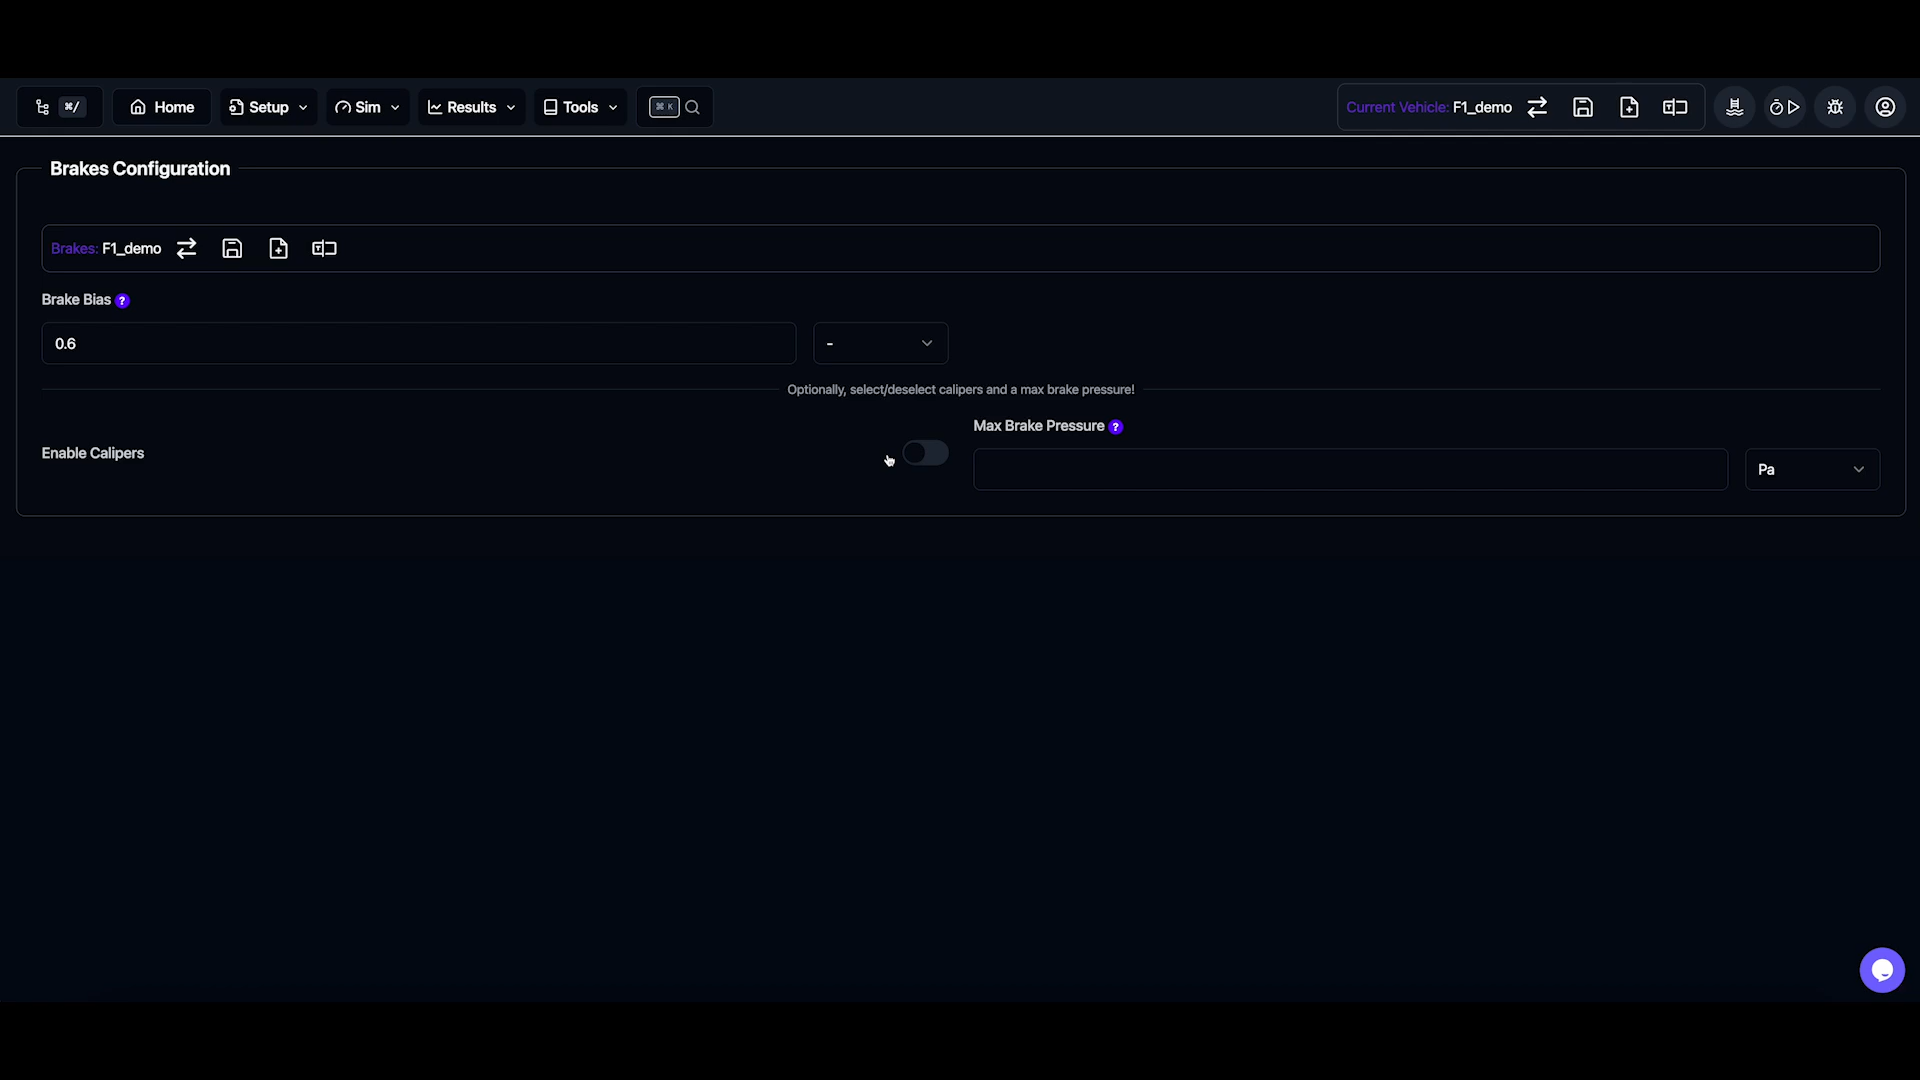 ⌘/ Home Setup Sim Results Tools ⌘ K Current Vehicle: F1_demo
Brakes Configuration
Brakes: F1_demo
Brake Bias ?
0.6 -
Optionally, select/deselect calipers and a max brake pressure!
Max Brake Pressure ?
Enable Calipers
Pa